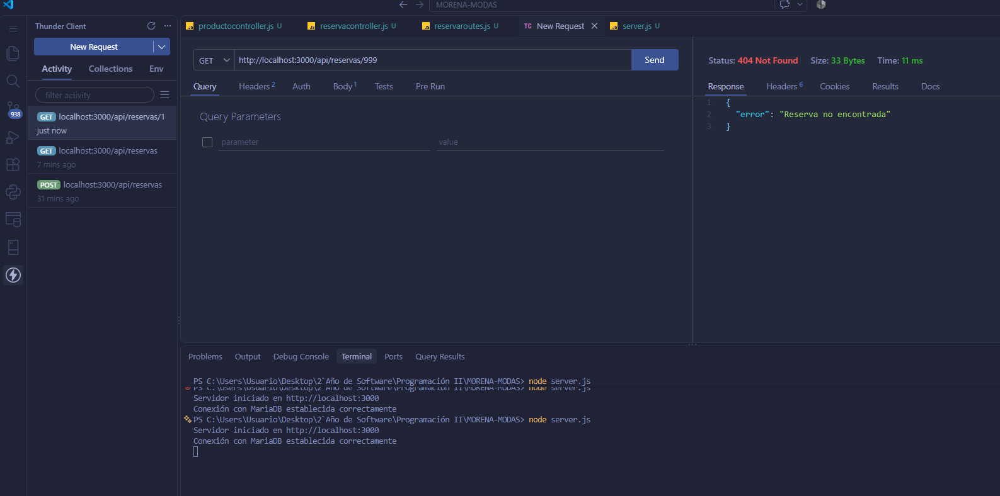 MORENA-MODAS
Thunder Client
New Request
Activity Collections Env
filter activity
938
GET localhost:3000/api/reservas/1
just now
GET localhost:3000/api/reservas
7 mins ago
POST localhost:3000/api/reservas
31 mins ago
JS productocontroller.js U JS reservacontroller.js U JS reservaroutes.js U TC New Request JS server.js U
GET http://localhost:3000/api/reservas/999 Send
Query Headers 2 Auth Body 1 Tests Pre Run
Query Parameters
parameter value
Status: 404 Not Found Size: 33 Bytes Time: 11 ms
Response Headers 6 Cookies Results Docs
1 {
2 "error": "Reserva no encontrada"
3 }
Problems Output Debug Console Terminal Ports Query Results
PS C:\Users\Usuario\Desktop\2`Año de Software\Programación II\MORENA-MODAS> node server.js
PS C:\Users\Usuario\Desktop\2`Año de Software\Programación II\MORENA-MODAS> node server.js
Servidor iniciado en http://localhost:3000
Conexión con MariaDB establecida correctamente
PS C:\Users\Usuario\Desktop\2`Año de Software\Programación II\MORENA-MODAS> node server.js
Servidor iniciado en http://localhost:3000
Conexión con MariaDB establecida correctamente